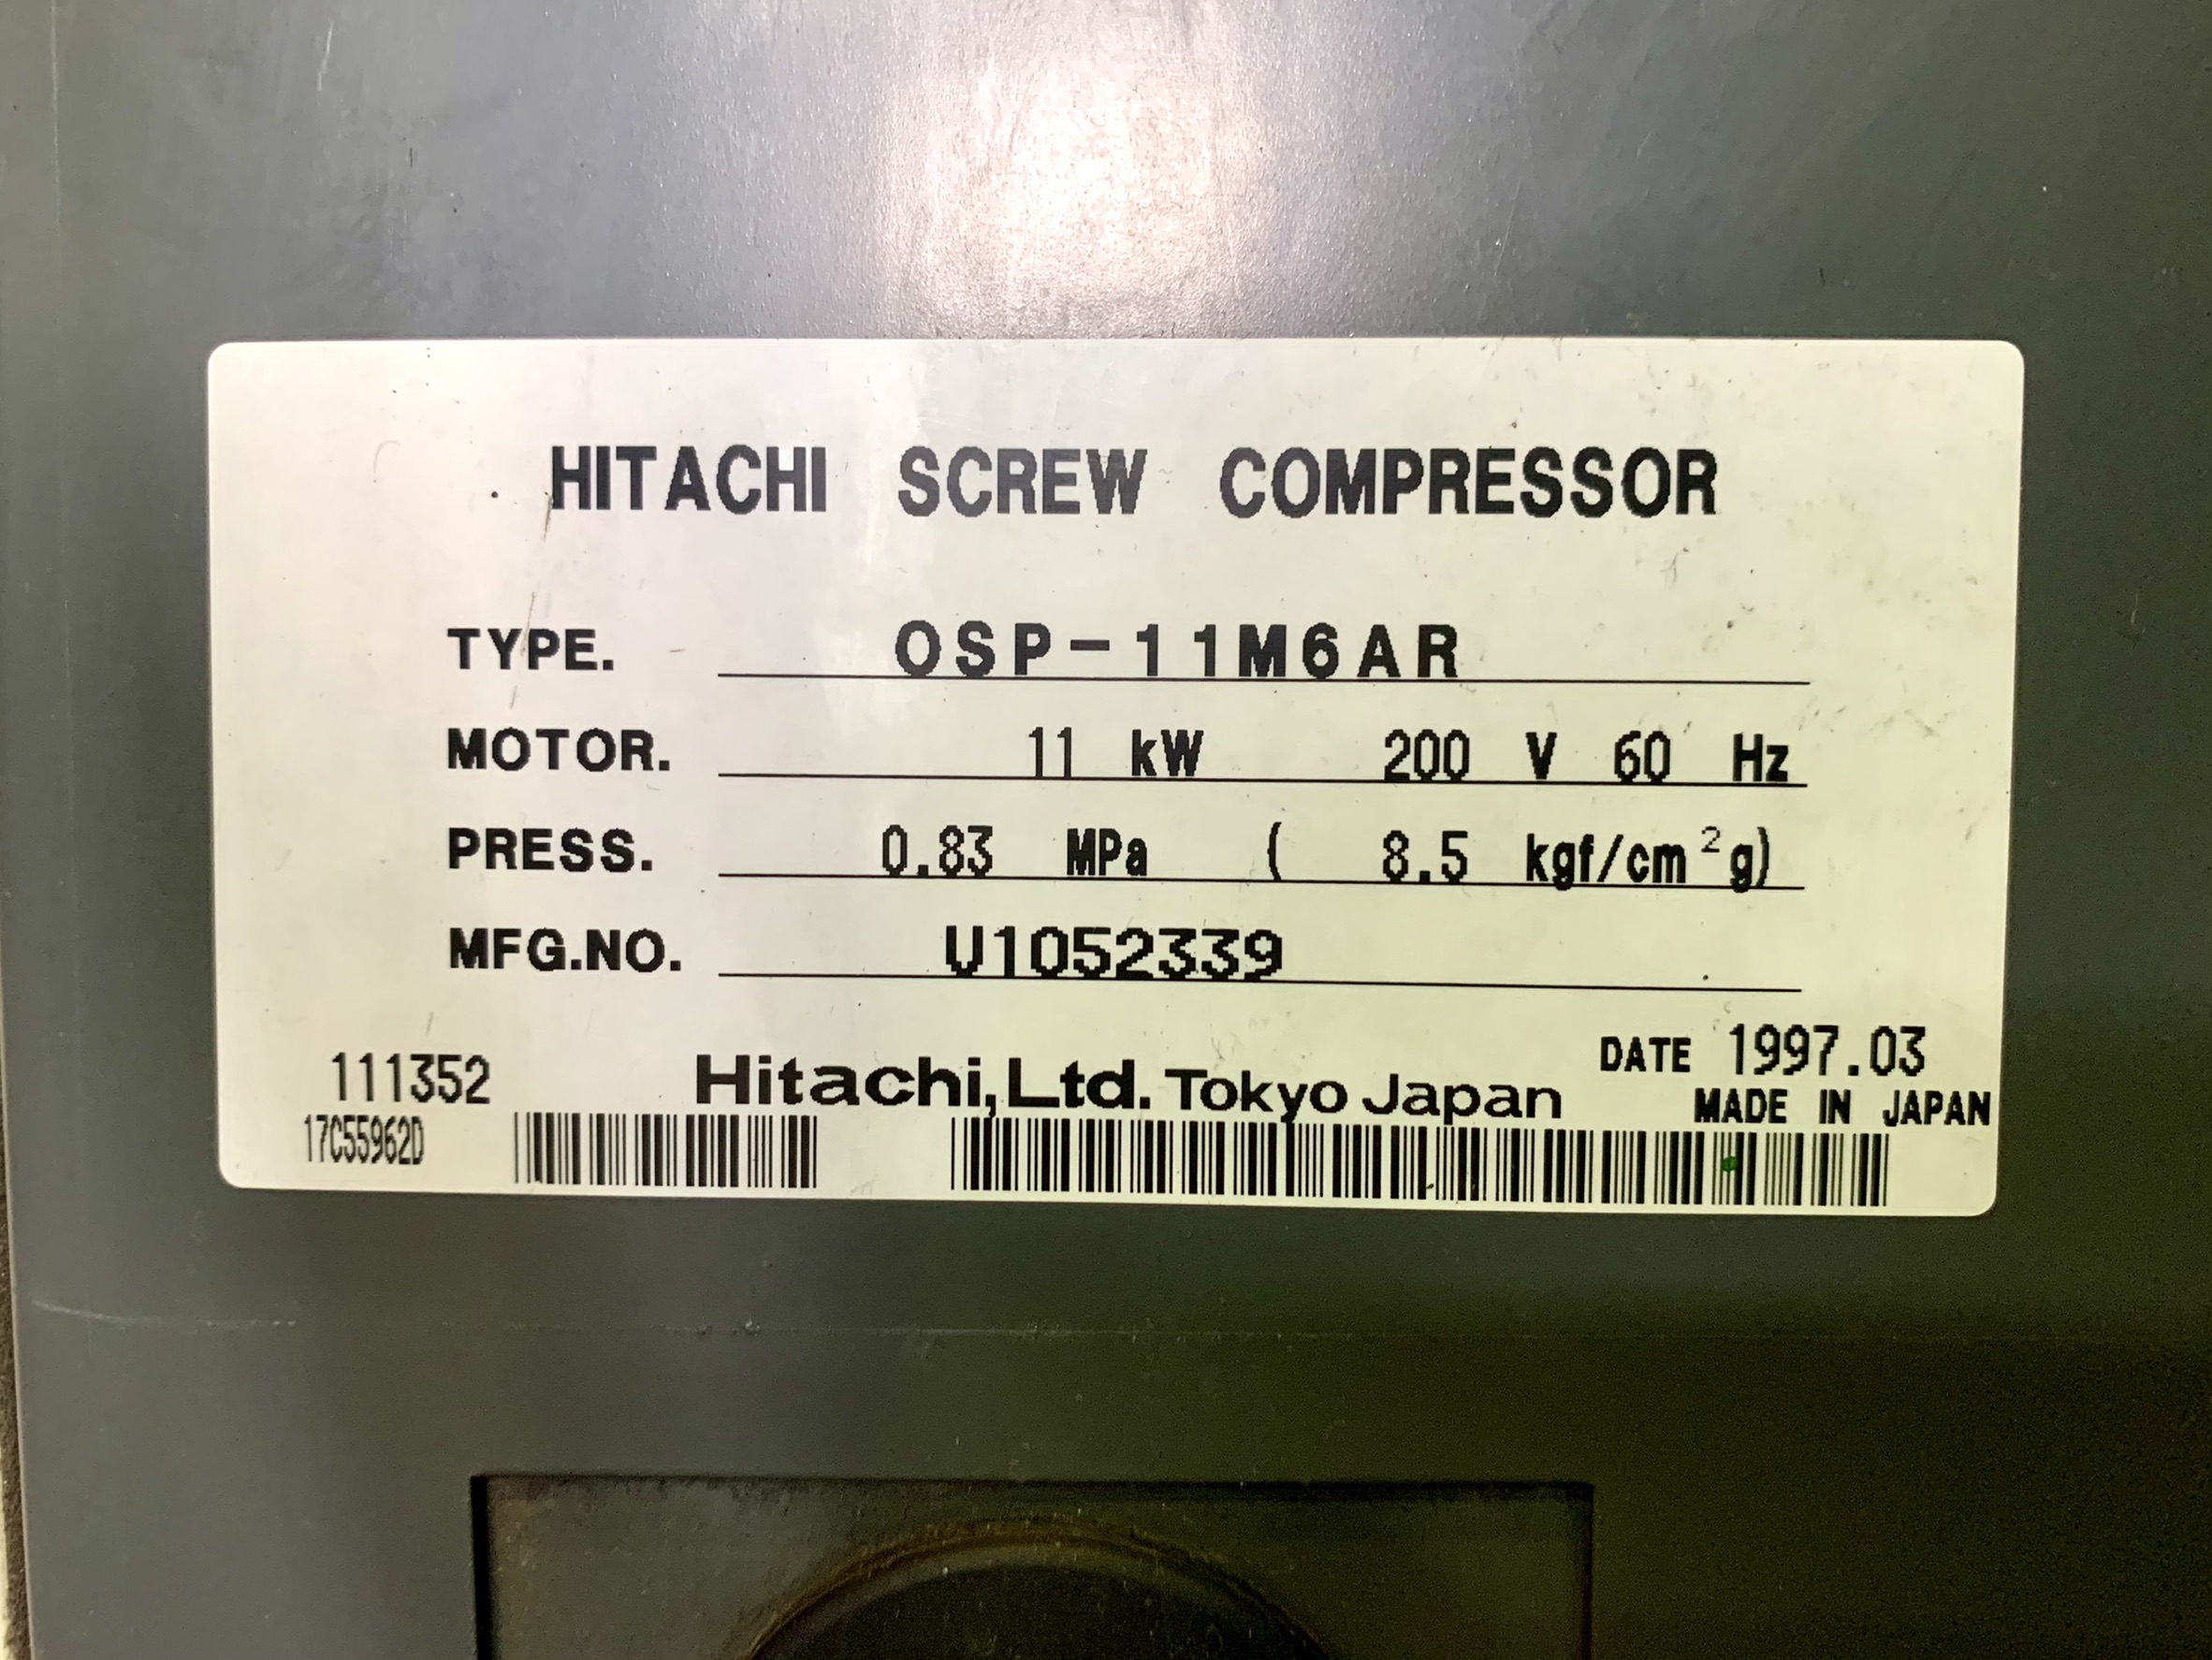 HITACHI SCREW COMPRESSOR
TYPE. OSP-11M6AR
MOTOR. 11 kW 200 V 60 Hz
PRESS. 0.83 MPa ( 8.5 kgf/cm²g)
MFG.NO. U1052339
DATE 1997.03
111352 Hitachi,Ltd. Tokyo Japan
MADE IN JAPAN
17C55962D